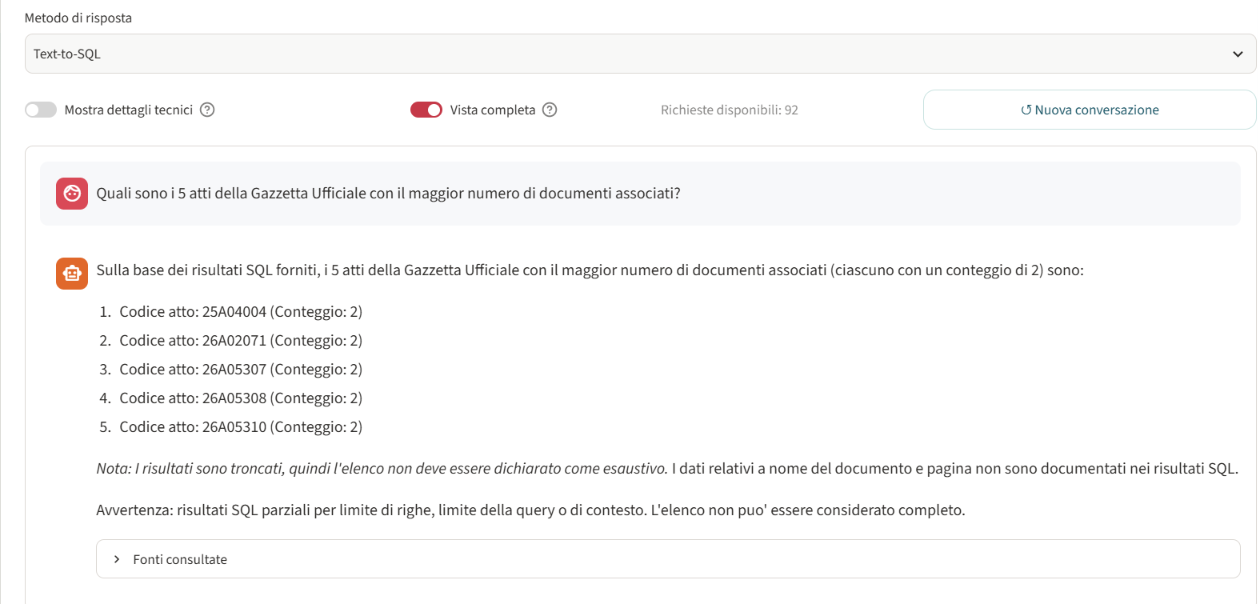 Metodo di risposta
Text-to-SQL
Mostra dettagli tecnici
Vista completa
Richieste disponibili: 92
↺ Nuova conversazione
Quali sono i 5 atti della Gazzetta Ufficiale con il maggior numero di documenti associati?
Sulla base dei risultati SQL forniti, i 5 atti della Gazzetta Ufficiale con il maggior numero di documenti associati (ciascuno con un conteggio di 2) sono:
1. Codice atto: 25A04004 (Conteggio: 2)
2. Codice atto: 26A02071 (Conteggio: 2)
3. Codice atto: 26A05307 (Conteggio: 2)
4. Codice atto: 26A05308 (Conteggio: 2)
5. Codice atto: 26A05310 (Conteggio: 2)
Nota: I risultati sono troncati, quindi l'elenco non deve essere dichiarato come esaustivo. I dati relativi a nome del documento e pagina non sono documentati nei risultati SQL.
Avvertenza: risultati SQL parziali per limite di righe, limite della query o di contesto. L'elenco non puo' essere considerato completo.
Fonti consultate